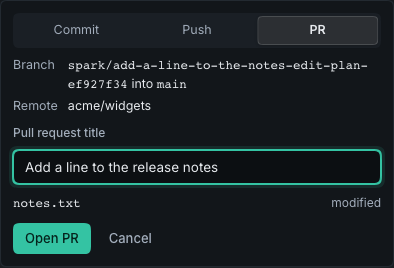 Commit Push PR
Branch spark/add-a-line-to-the-notes-edit-plan-
ef927f34 into main
Remote acme/widgets
Pull request title
Add a line to the release notes
notes.txt modified
Open PR Cancel